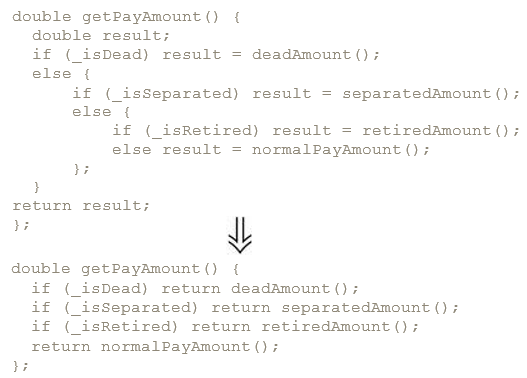 double getPayAmount() {
  double result;
  if (_isDead) result = deadAmount();
  else {
      if (_isSeparated) result = separatedAmount();
      else {
          if (_isRetired) result = retiredAmount();
          else result = normalPayAmount();
      };
  }
return result;
};
double getPayAmount() {
  if (_isDead) return deadAmount();
  if (_isSeparated) return separatedAmount();
  if (_isRetired) return retiredAmount();
  return normalPayAmount();
};